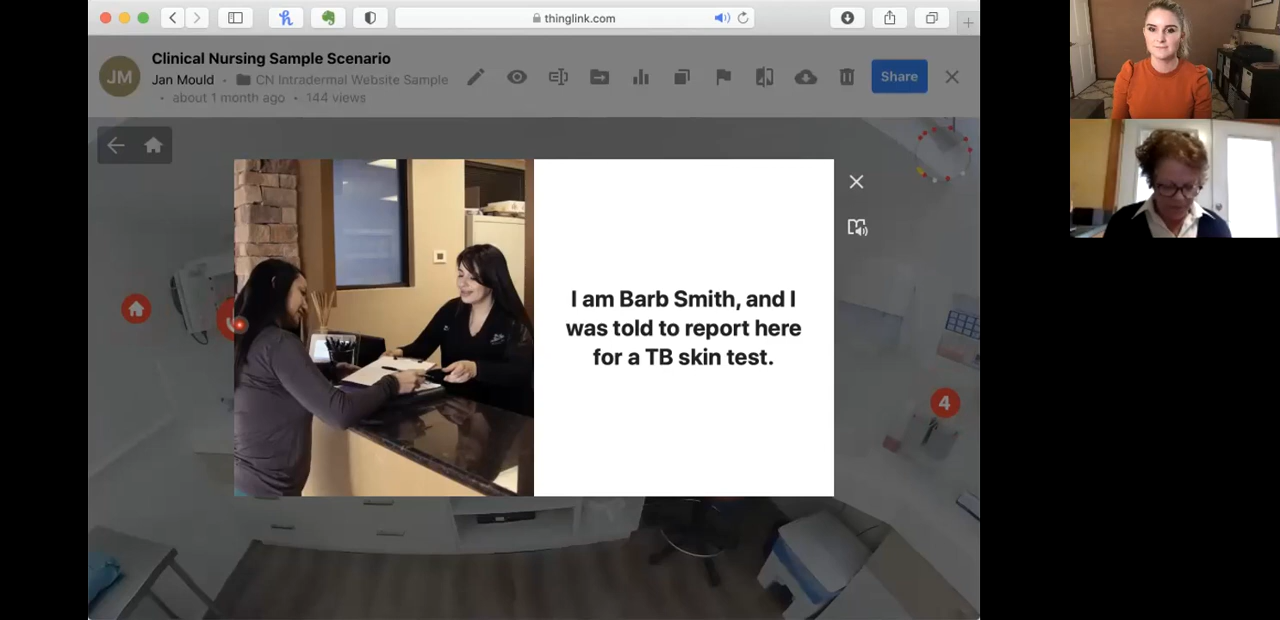 thinglink.com
JM
Clinical Nursing Sample Scenario
Jan Mould · CN Intradermal Website Sample
· about 1 month ago · 144 views
Share
I am Barb Smith, and I
was told to report here
for a TB skin test.
4